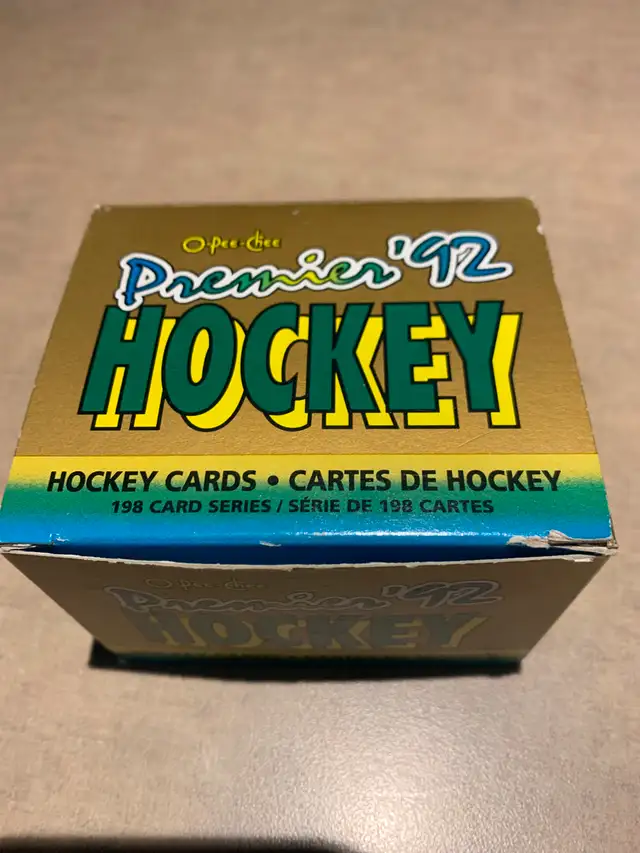 O-Pee-Chee
Premier '92
HOCKEY
HOCKEY CARDS • CARTES DE HOCKEY
198 CARD SERIES / SÉRIE DE 198 CARTES
O-Pee-Chee
Premier '92
HOCKEY